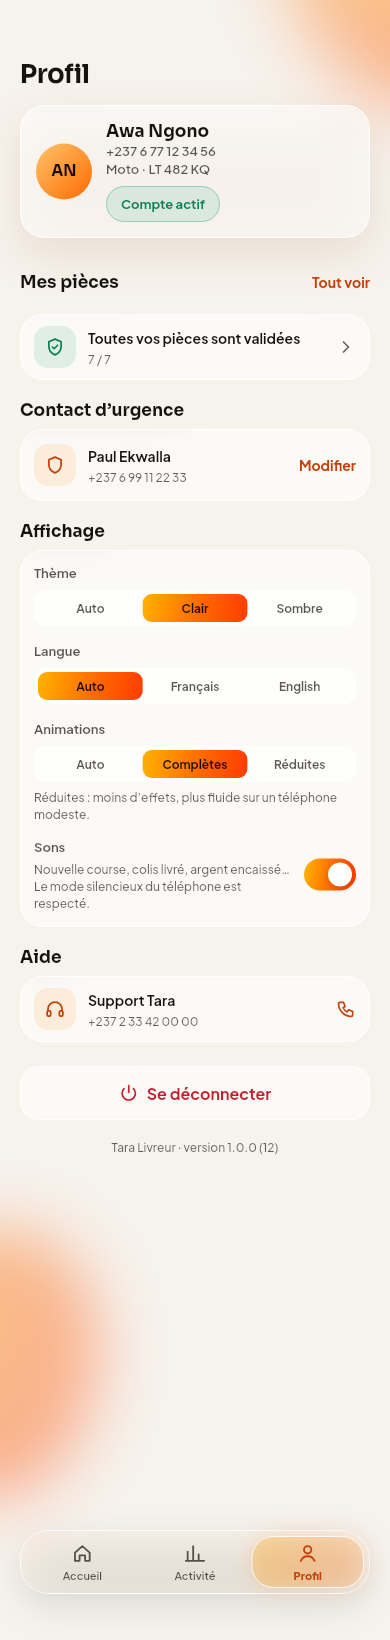 Profil
AN
Awa Ngono
+237 6 77 12 34 56
Moto · LT 482 KQ
Compte actif
Mes pièces
Tout voir
Toutes vos pièces sont validées
7 / 7
Contact d’urgence
Paul Ekwalla
+237 6 99 11 22 33
Modifier
Affichage
Thème
Auto
Clair
Sombre
Langue
Auto
Français
English
Animations
Auto
Complètes
Réduites
Réduites : moins d’effets, plus fluide sur un téléphone
modeste.
Sons
Nouvelle course, colis livré, argent encaissé…
Le mode silencieux du téléphone est
respecté.
Aide
Support Tara
+237 2 33 42 00 00
Se déconnecter
Tara Livreur · version 1.0.0 (12)
Accueil
Activité
Profil